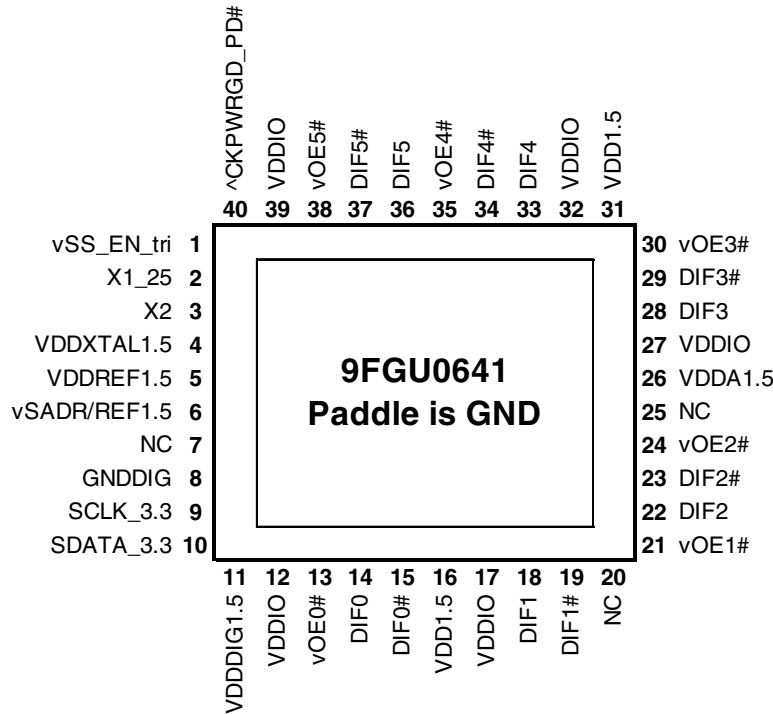 ^CKPWRGD_PD#
VDDIO
vOE5#
DIF5#
DIF5
vOE4#
DIF4#
DIF4
VDDIO
VDD1.5
40 39 38 37 36 35 34 33 32 31
vSS_EN_tri 1
X1_25 2
X2 3
VDDXTAL1.5 4
VDDREF1.5 5
vSADR/REF1.5 6
NC 7
GNDDIG 8
SCLK_3.3 9
SDATA_3.3 10
9FGU0641
Paddle is GND
30 vOE3#
29 DIF3#
28 DIF3
27 VDDIO
26 VDDA1.5
25 NC
24 vOE2#
23 DIF2#
22 DIF2
21 vOE1#
11 12 13 14 15 16 17 18 19 20
VDDDIG1.5
VDDIO
vOE0#
DIF0
DIF0#
VDD1.5
VDDIO
DIF1
DIF1#
NC